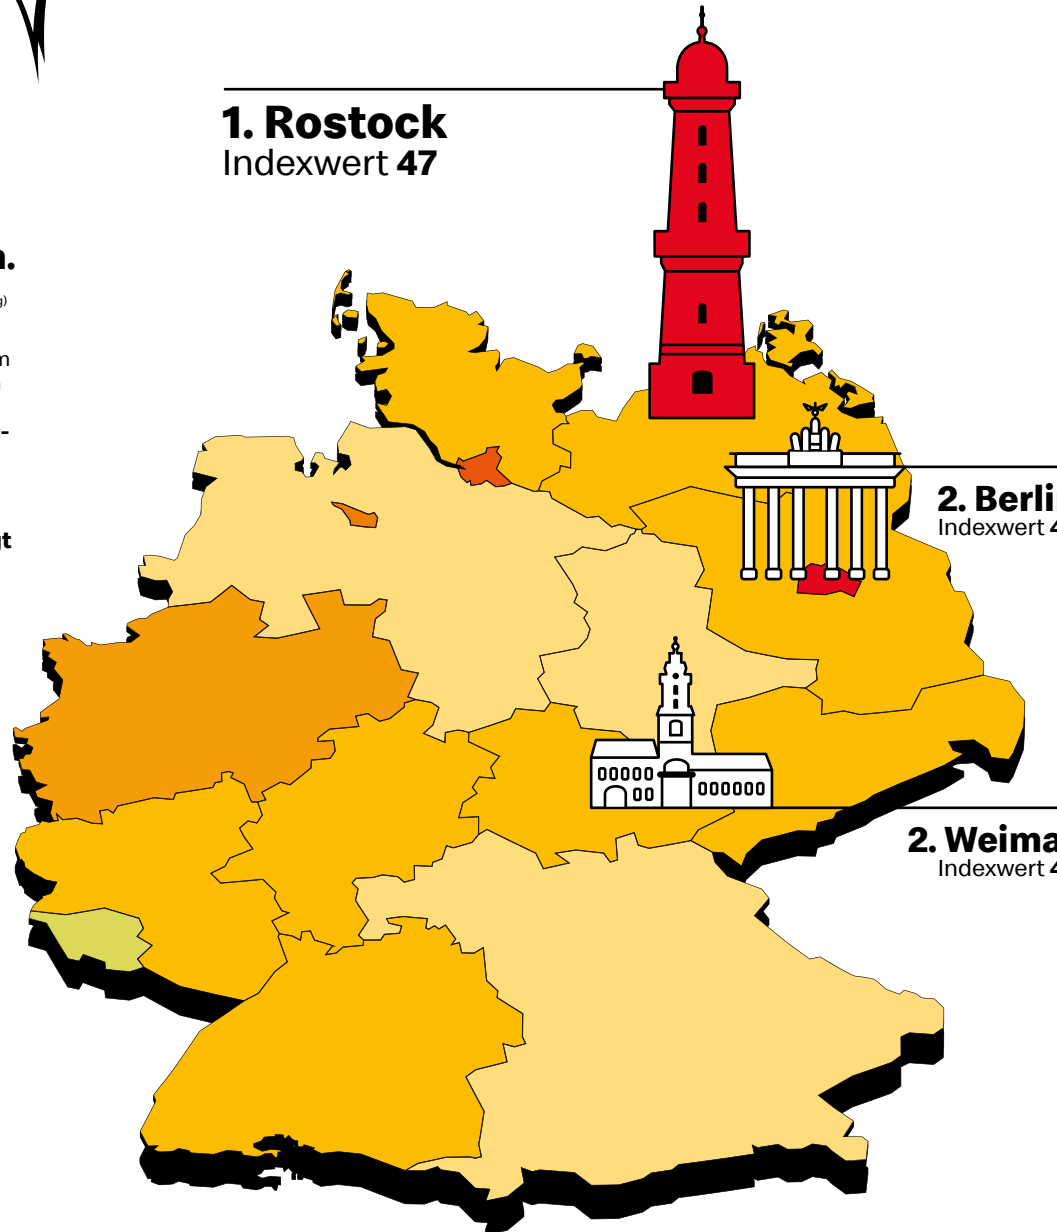 1. Rostock
Indexwert 47
g)
2. Berli
Indexwert 4
2. Weima
Indexwert 4